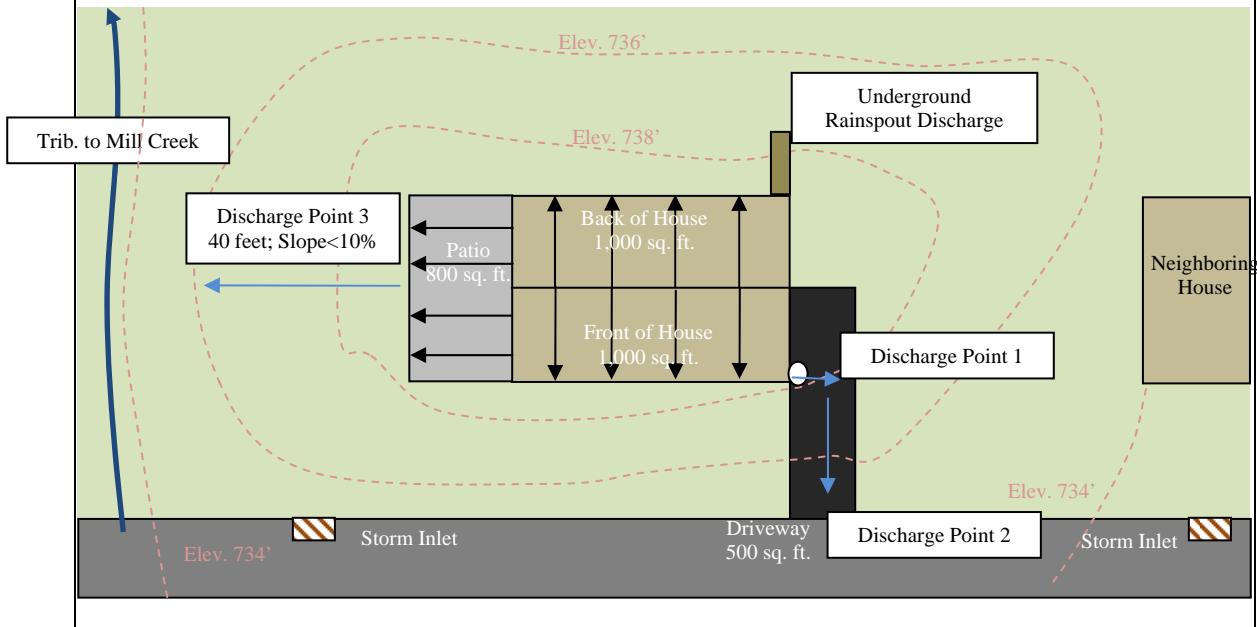 Elev. 736’
Underground
Rainspout Discharge
Trib. to Mill Creek
Elev. 738’
Discharge Point 3
40 feet; Slope<10%
Back of House
1,000 sq. ft.
Patio
800 sq. ft.
Neighboring
House
Front of House
1,000 sq. ft.
Discharge Point 1
Elev. 734’
Driveway
500 sq. ft.
Discharge Point 2
Storm Inlet
Storm Inlet
Elev. 734’